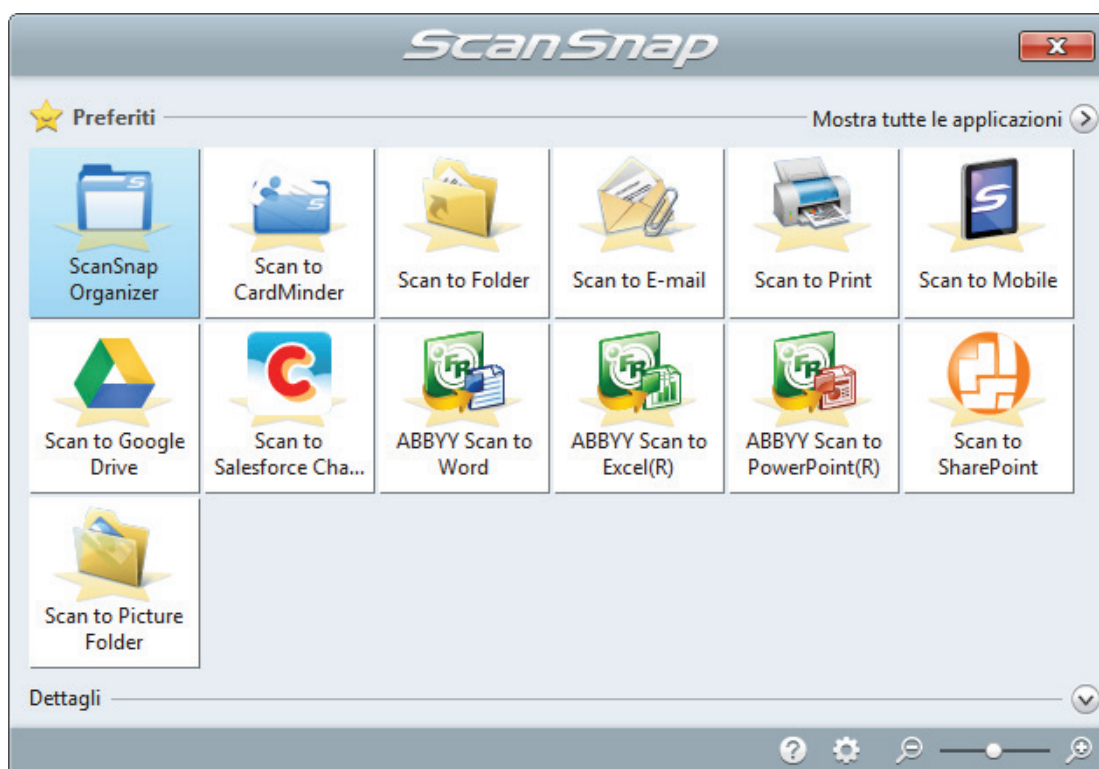 ScanSnap
Preferiti
Mostra tutte le applicazioni
ScanSnap
Organizer
Scan to
CardMinder
Scan to Folder
Scan to E-mail
Scan to Print
Scan to Mobile
Scan to Google
Drive
Scan to
Salesforce Cha...
ABBYY Scan to
Word
ABBYY Scan to
Excel(R)
ABBYY Scan to
PowerPoint(R)
Scan to
SharePoint
Scan to Picture
Folder
Dettagli